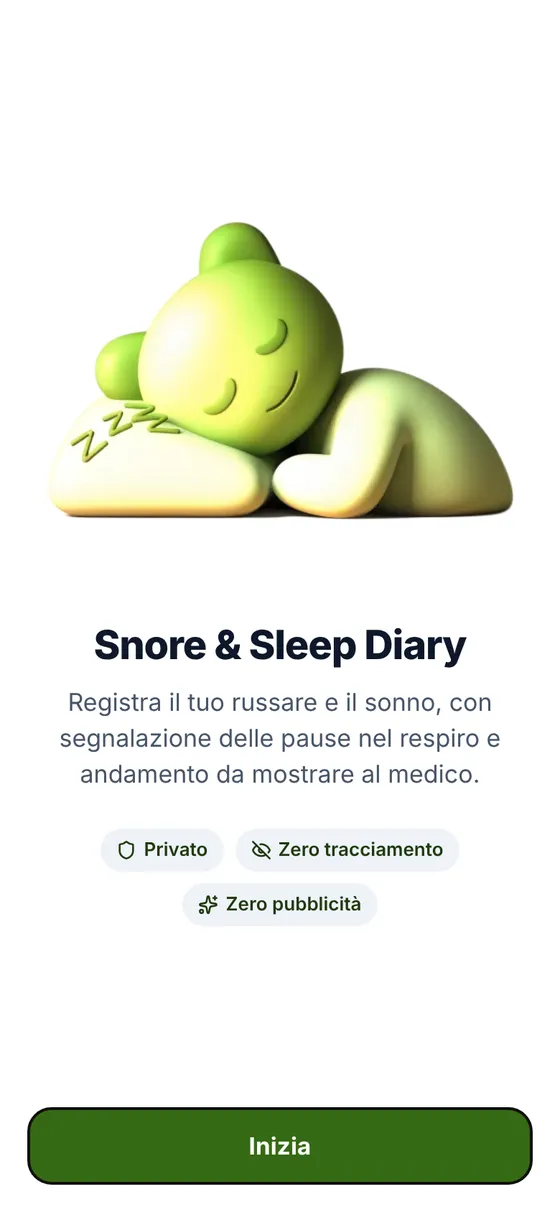 zzzz
Snore & Sleep Diary
Registra il tuo russare e il sonno, con
segnalazione delle pause nel respiro e
andamento da mostrare al medico.
Privato
Zero tracciamento
Zero pubblicità
Inizia